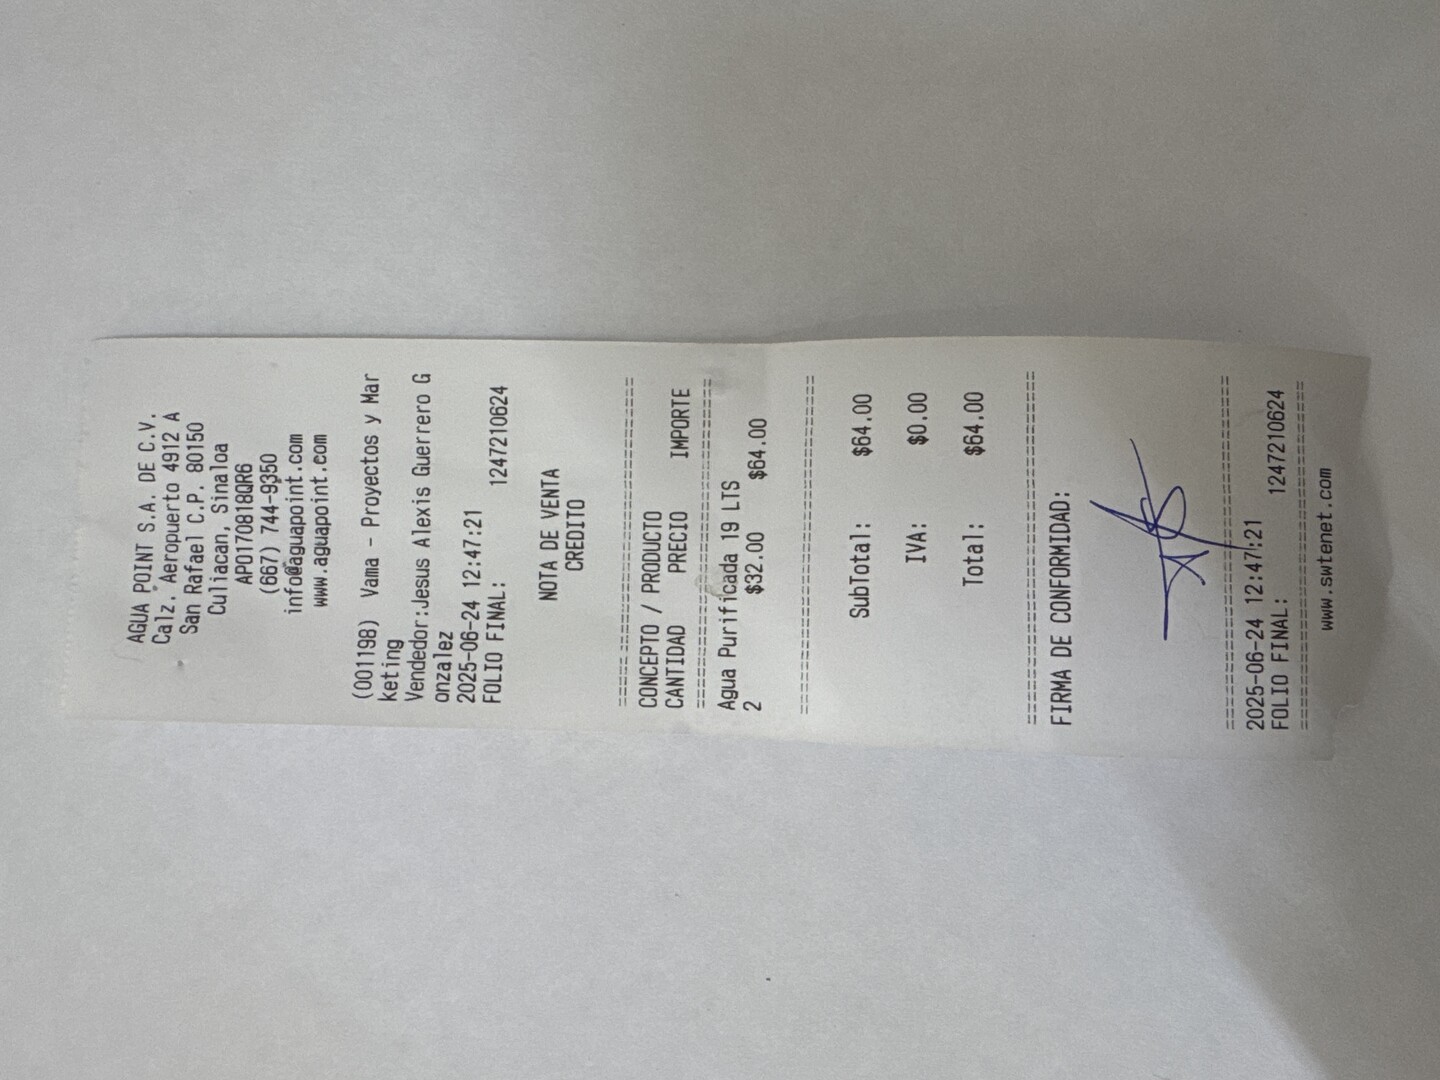 AGUA POINT S.A. DE C.V.
Calz. Aeropuerto 4912 A
San Rafael C.P. 80150
Culiacan, Sinaloa
APO170818QR6
(667) 744-9350
info@aguapoint.com
www.aguapoint.com
(001198) Vama - Proyectos y Mar
keting
Vendedor:Jesus Alexis Guerrero G
onzalez
2025-06-24 12:47:21
FOLIO FINAL: 1247210624
NOTA DE VENTA
CREDITO
================================
CONCEPTO / PRODUCTO
CANTIDAD PRECIO IMPORTE
================================
Agua Purificada 19 LTS
2 $32.00 $64.00
================================
SubTotal: $64.00
IVA: $0.00
Total: $64.00
================================
FIRMA DE CONFORMIDAD:
================================
2025-06-24 12:47:21
FOLIO FINAL: 1247210624
================================
www.swtenet.com